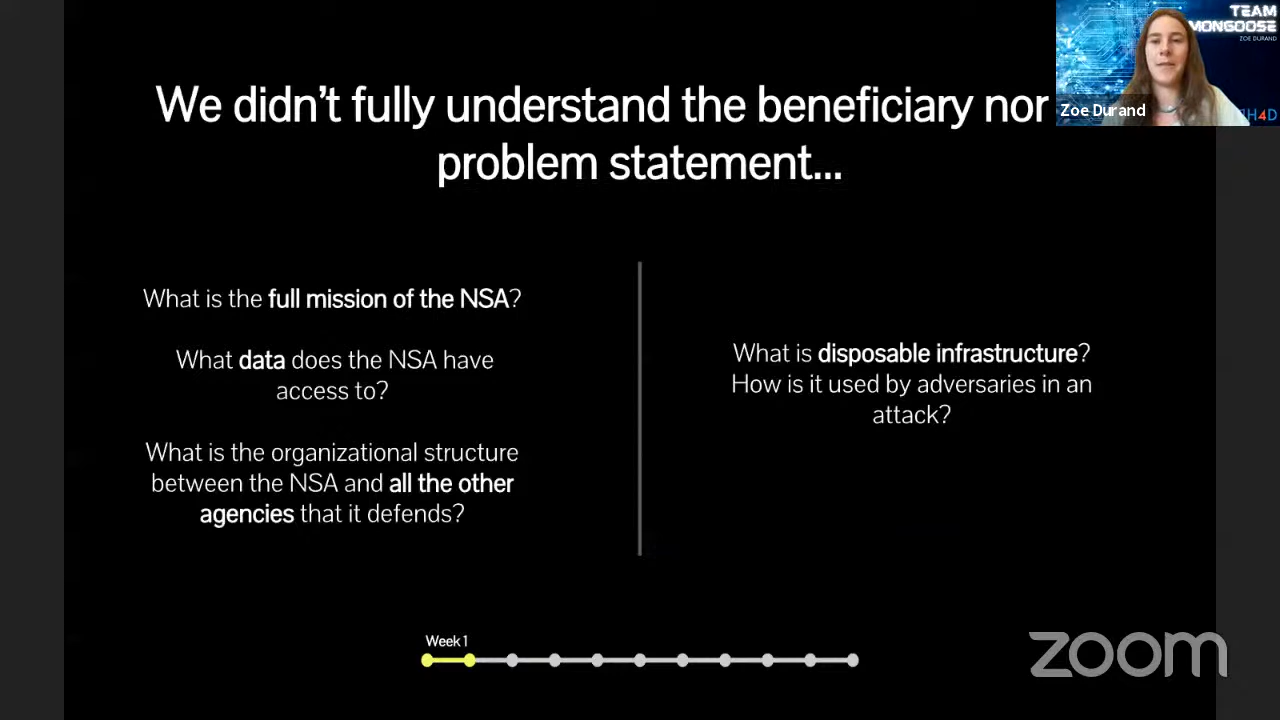 TEAM
MONGOOSE
ZOE DURAND
Zoe Durand
H4D
We didn't fully understand the beneficiary nor
problem statement...
What is the full mission of the NSA?
What data does the NSA have
access to?
What is the organizational structure
between the NSA and all the other
agencies that it defends?
What is disposable infrastructure?
How is it used by adversaries in an
attack?
Week 1
zoom